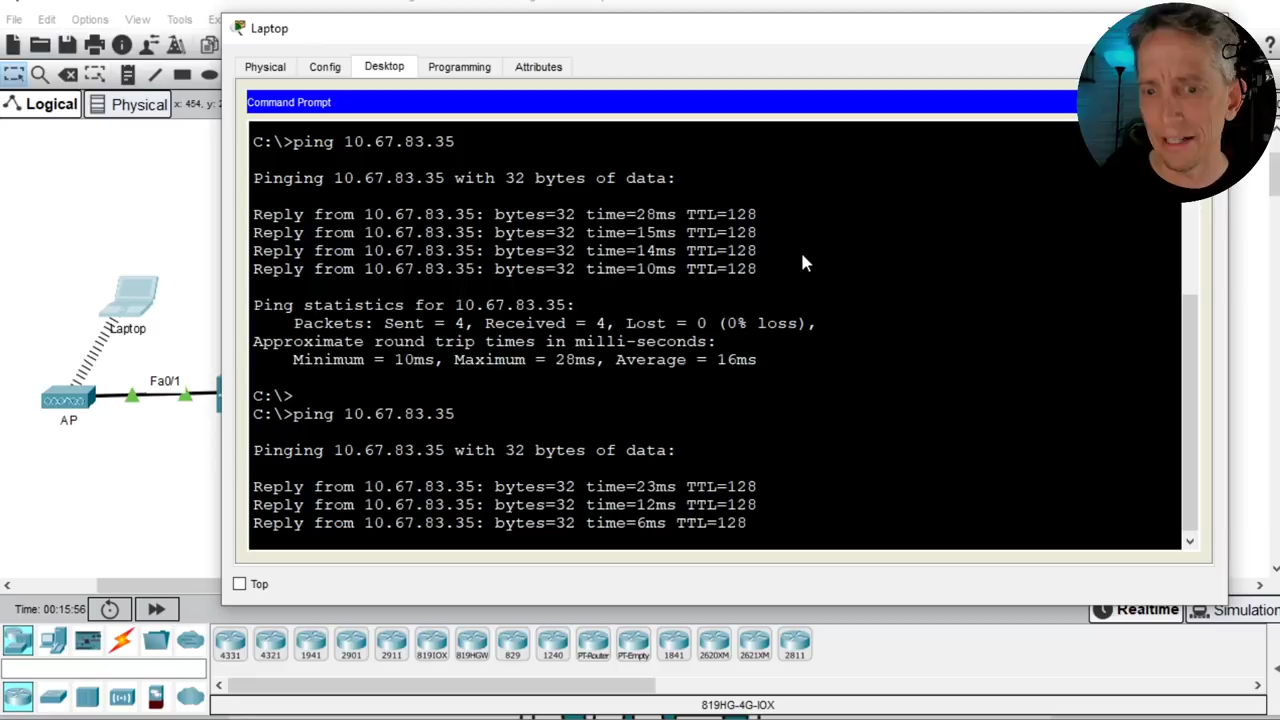 File Edit Options View Tools Ex
Laptop
Physical Config Desktop Programming Attributes
Logical Physical x: 454, y: 2
Command Prompt
C:\>ping 10.67.83.35
Pinging 10.67.83.35 with 32 bytes of data:
Reply from 10.67.83.35: bytes=32 time=28ms TTL=128
Reply from 10.67.83.35: bytes=32 time=15ms TTL=128
Reply from 10.67.83.35: bytes=32 time=14ms TTL=128
Reply from 10.67.83.35: bytes=32 time=10ms TTL=128
Ping statistics for 10.67.83.35:
Packets: Sent = 4, Received = 4, Lost = 0 (0% loss),
Approximate round trip times in milli-seconds:
Minimum = 10ms, Maximum = 28ms, Average = 16ms
C:\>
C:\>ping 10.67.83.35
Pinging 10.67.83.35 with 32 bytes of data:
Reply from 10.67.83.35: bytes=32 time=23ms TTL=128
Reply from 10.67.83.35: bytes=32 time=12ms TTL=128
Reply from 10.67.83.35: bytes=32 time=6ms TTL=128
Laptop
Fa0/1
AP
Top
Time: 00:15:56
Realtime Simulation
4331 4321 1941 2901 2911 819IOX 819HGW 829 1240 PT-Router PT-Empty 1841 2620XM 2621XM 2811
819HG-4G-IOX